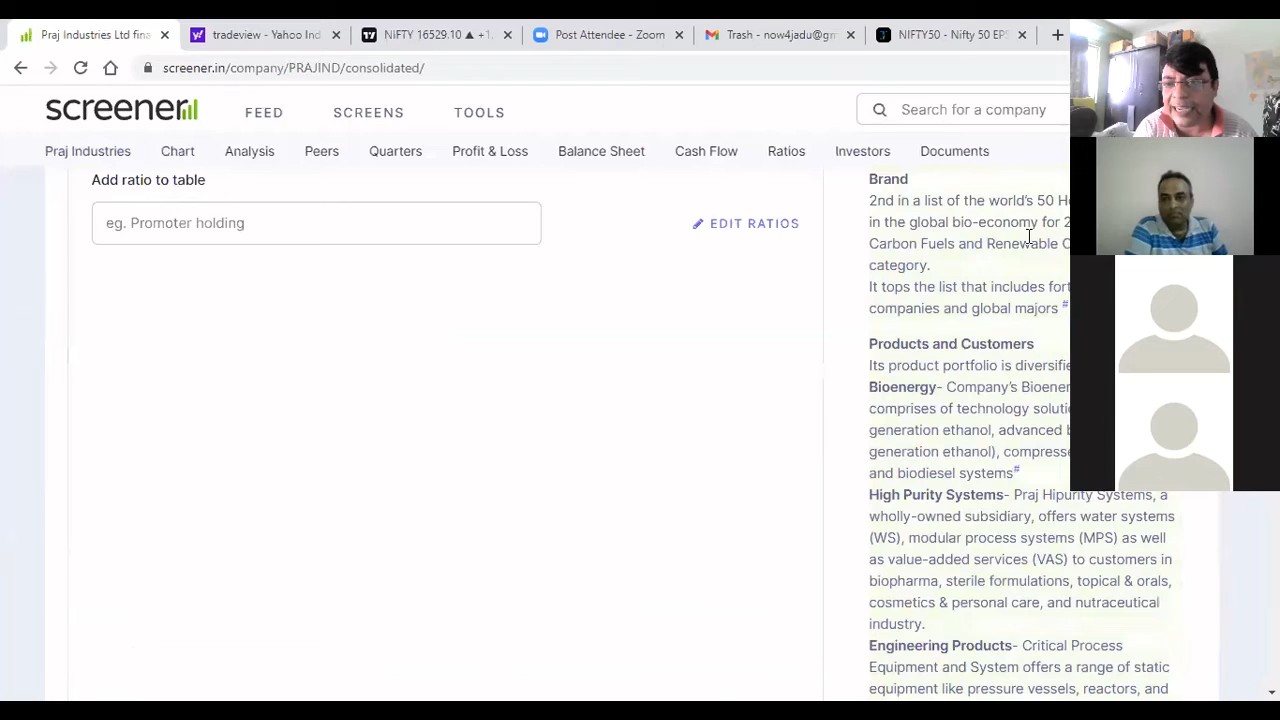 Praj Industries Ltd fina
tradeview - Yahoo Ind
NIFTY 16529.10 ▲ +1.
Post Attendee - Zoom
Trash - now4jadu@gm
NIFTY50 - Nifty 50 EPS
screener.in/company/PRAJIND/consolidated/
screener
FEED
SCREENS
TOOLS
Search for a company
Praj Industries
Chart
Analysis
Peers
Quarters
Profit & Loss
Balance Sheet
Cash Flow
Ratios
Investors
Documents
Add ratio to table
eg. Promoter holding
EDIT RATIOS
Brand
2nd in a list of the world's 50 H
in the global bio-economy for 2
Carbon Fuels and Renewable C
category.
It tops the list that includes fort
companies and global majors #
Products and Customers
Its product portfolio is diversifie
Bioenergy- Company's Bioener
comprises of technology soluti
generation ethanol, advanced b
generation ethanol), compresse
and biodiesel systems#
High Purity Systems- Praj Hipurity Systems, a
wholly-owned subsidiary, offers water systems
(WS), modular process systems (MPS) as well
as value-added services (VAS) to customers in
biopharma, sterile formulations, topical & orals,
cosmetics & personal care, and nutraceutical
industry.
Engineering Products- Critical Process
Equipment and System offers a range of static
equipment like pressure vessels, reactors, and